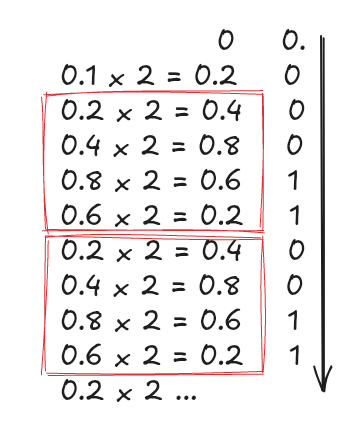 0 0.
0.1 × 2 = 0.2 0
0.2 × 2 = 0.4 0
0.4 × 2 = 0.8 0
0.8 × 2 = 0.6 1
0.6 × 2 = 0.2 1
0.2 × 2 = 0.4 0
0.4 × 2 = 0.8 0
0.8 × 2 = 0.6 1
0.6 × 2 = 0.2 1
0.2 × 2 ...